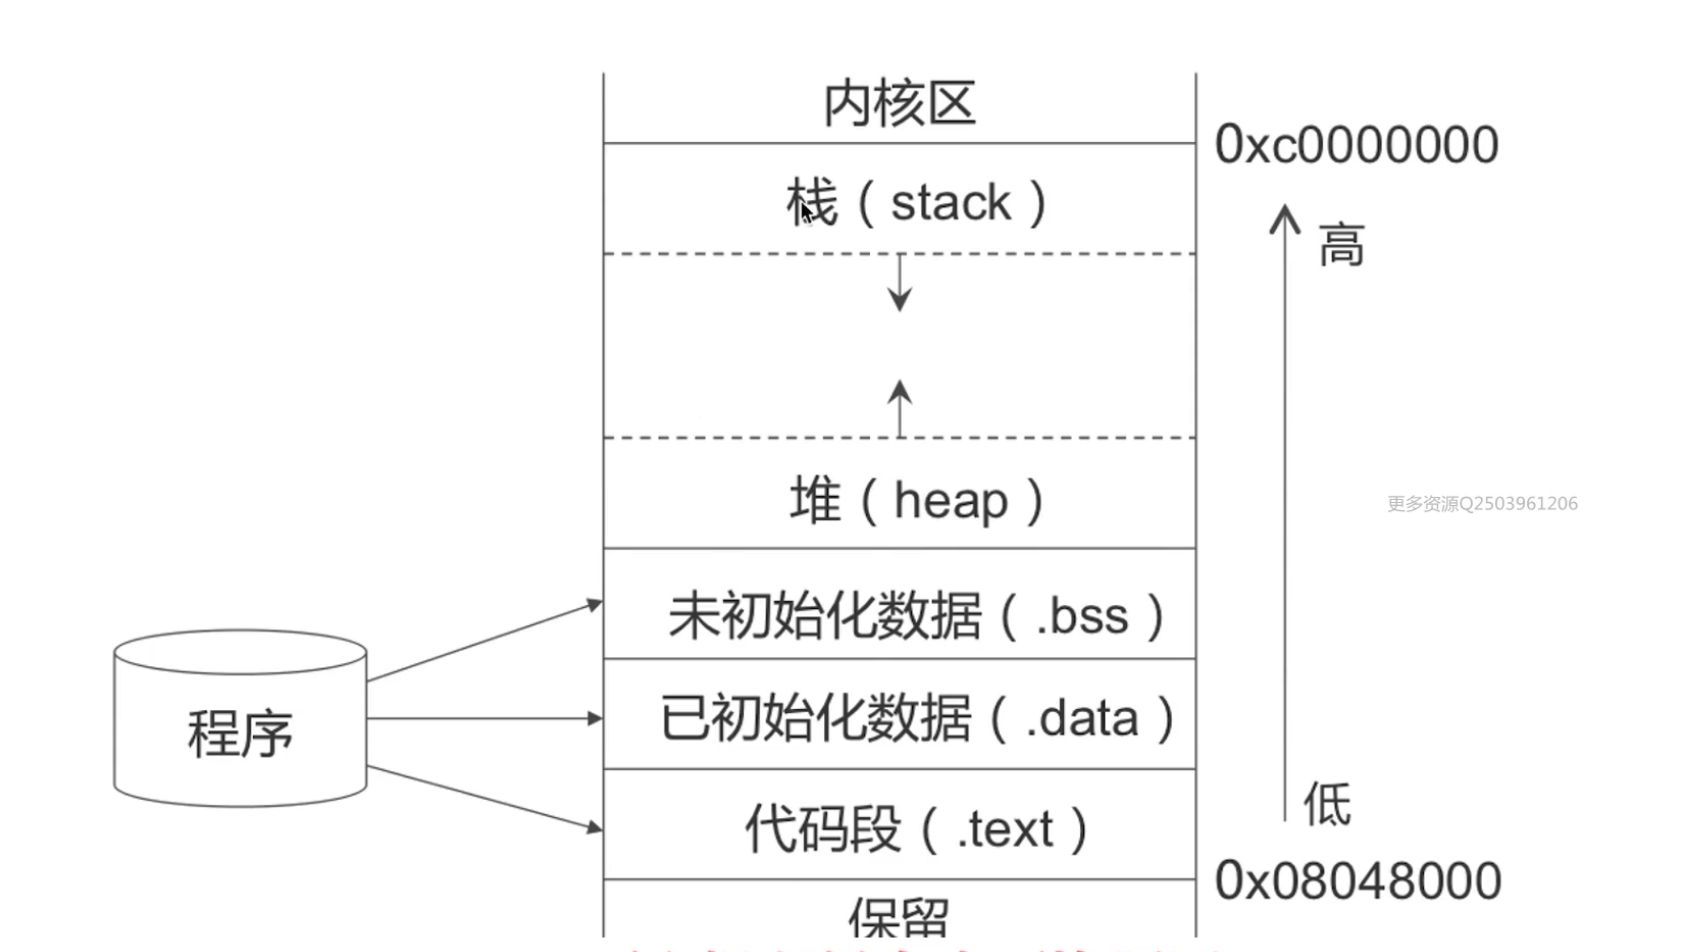 内核区
0xc0000000
栈（stack）
高
堆（heap）
更多资源Q2503961206
未初始化数据（.bss）
程序
已初始化数据（.data）
代码段（.text）
低
0x08048000
保留